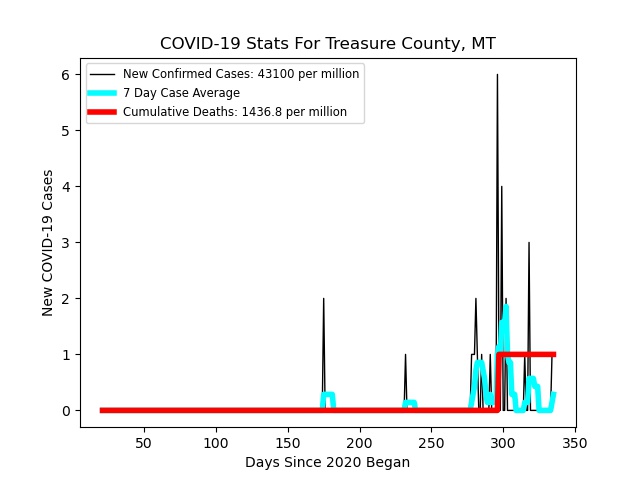 COVID-19 Stats For Treasure County, MT
New Confirmed Cases: 43100 per million
7 Day Case Average
Cumulative Deaths: 1436.8 per million
New COVID-19 Cases
6
5
4
3
2
1
0
50 100 150 200 250 300 350
Days Since 2020 Began